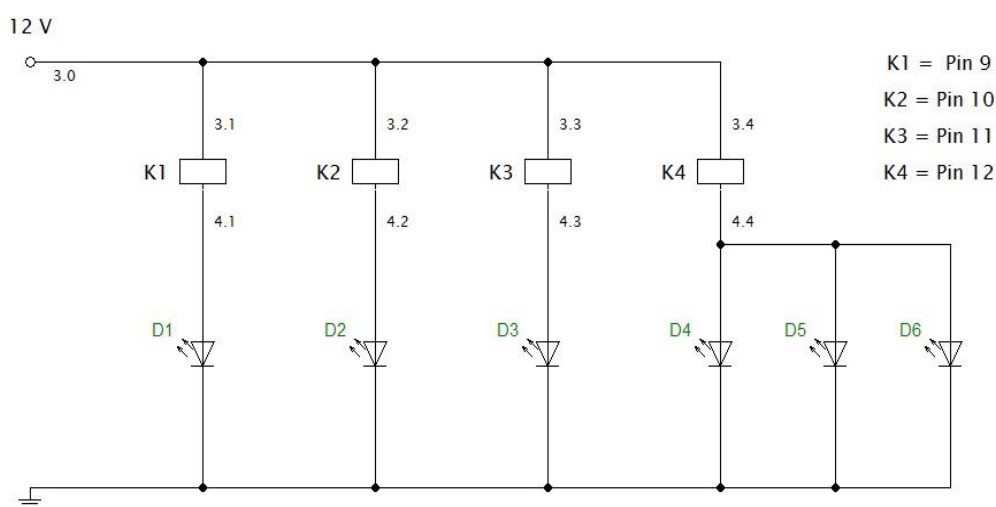 12 V
3.0
K1 = Pin 9
K2 = Pin 10
K3 = Pin 11
K4 = Pin 12
3.1 3.2 3.3 3.4
K1 K2 K3 K4
4.1 4.2 4.3 4.4
D1 D2 D3 D4 D5 D6